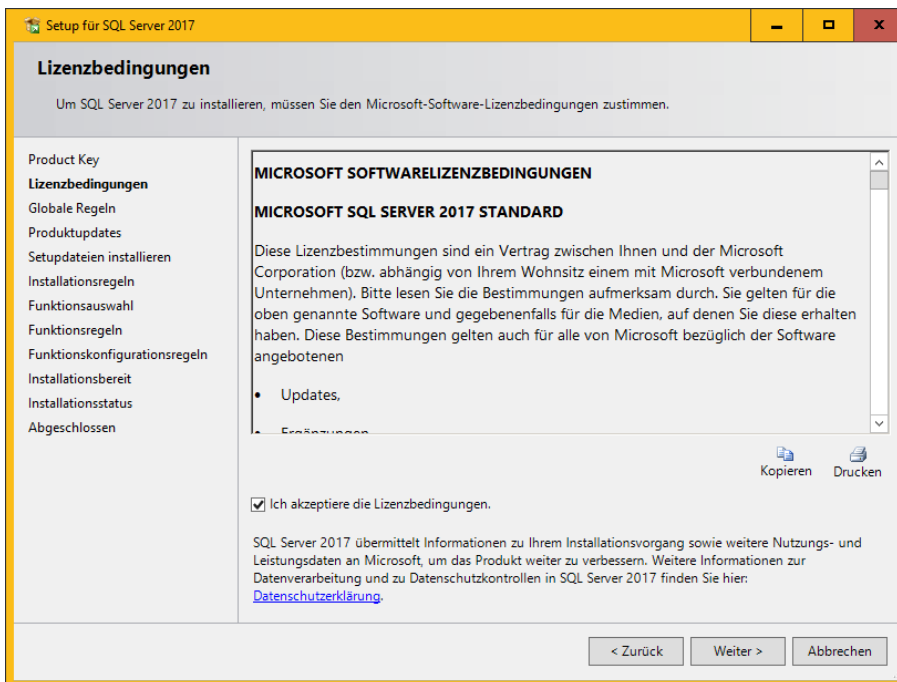 Setup für SQL Server 2017
Lizenzbedingungen
Um SQL Server 2017 zu installieren, müssen Sie den Microsoft-Software-Lizenzbedingungen zustimmen.
Product Key
Lizenzbedingungen
Globale Regeln
Produktupdates
Setupdateien installieren
Installationsregeln
Funktionsauswahl
Funktionsregeln
Funktionskonfigurationsregeln
Installationsbereit
Installationsstatus
Abgeschlossen
MICROSOFT SOFTWARELIZENZBEDINGUNGEN
MICROSOFT SQL SERVER 2017 STANDARD
Diese Lizenzbestimmungen sind ein Vertrag zwischen Ihnen und der Microsoft
Corporation (bzw. abhängig von Ihrem Wohnsitz einem mit Microsoft verbundenem
Unternehmen). Bitte lesen Sie die Bestimmungen aufmerksam durch. Sie gelten für die
oben genannte Software und gegebenenfalls für die Medien, auf denen Sie diese erhalten
haben. Diese Bestimmungen gelten auch für alle von Microsoft bezüglich der Software
angebotenen
• Updates,
• Ergänzungen
Kopieren
Drucken
Ich akzeptiere die Lizenzbedingungen.
SQL Server 2017 übermittelt Informationen zu Ihrem Installationsvorgang sowie weitere Nutzungs- und
Leistungsdaten an Microsoft, um das Produkt weiter zu verbessern. Weitere Informationen zur
Datenverarbeitung und zu Datenschutzkontrollen in SQL Server 2017 finden Sie hier:
Datenschutzerklärung.
< Zurück
Weiter >
Abbrechen